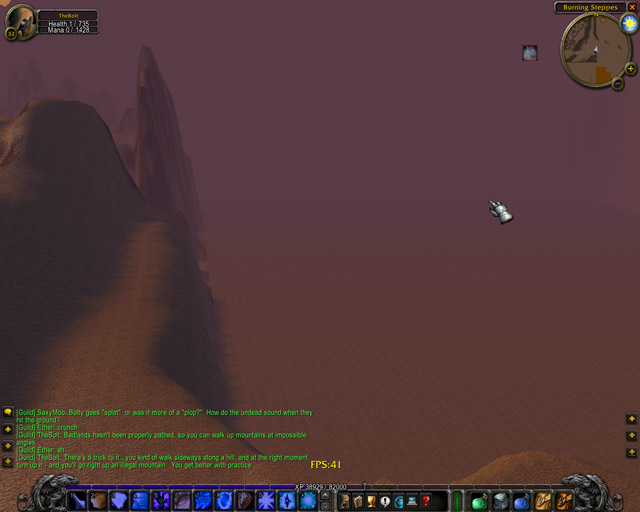 TheBolt
Burning Steppes
Health 1 / 735
Mana 0 / 1428
32
N
[Guild] SaxyMoo: Bolty goes "splat" or was it more of a "plop?" How do the undead sound when they
hit the ground?
[Guild] Ether: crunch
[Guild] TheBolt: Badlands hasn't been properly pathed, so you can walk up mountains at impossible
angles
[Guild] Ether: ah
[Guild] TheBolt: There's a trick to it...you kind of walk sideways along a hill, and at the right moment
turn up it - and you'll go right up an illegal mountain. You get better with practice
FPS:41
XP 38929 / 82000